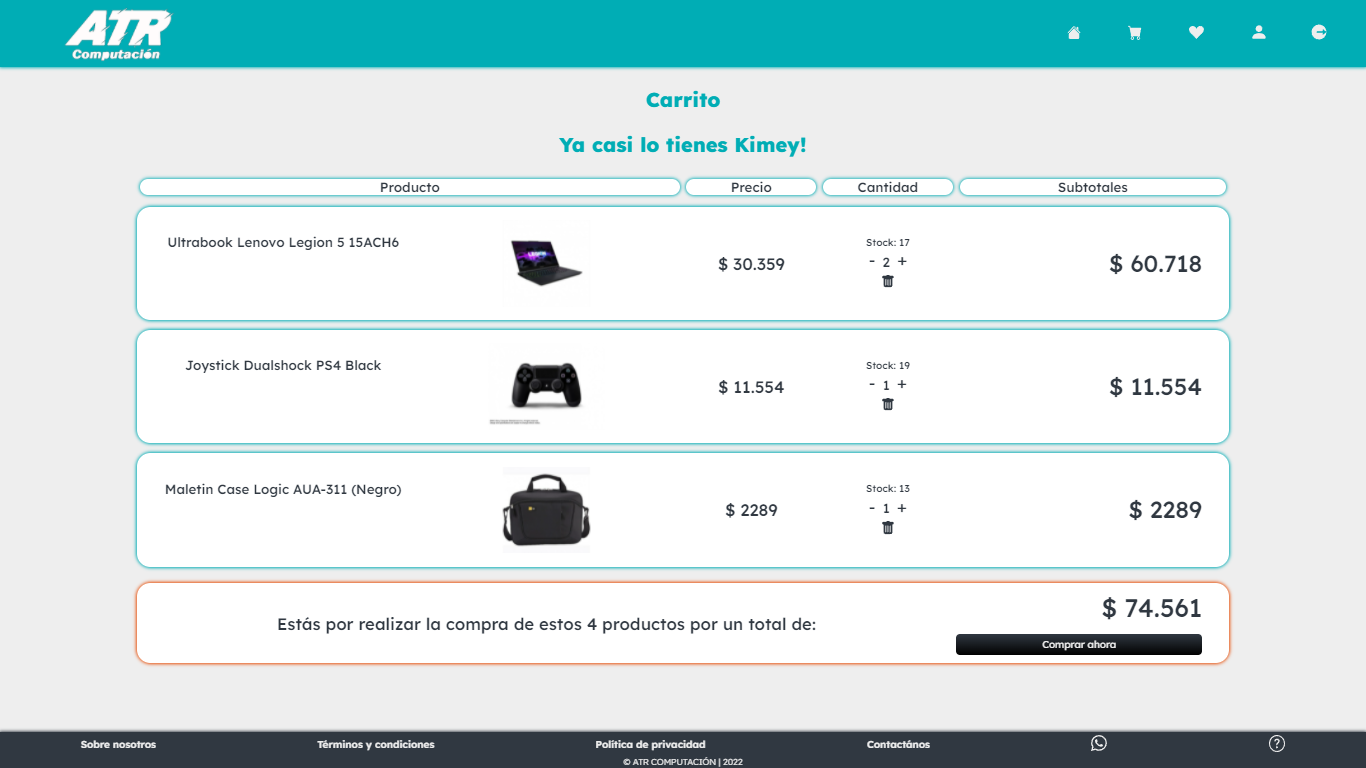 ATR
Computación
Carrito
Ya casi lo tienes Kimey!
Producto Precio Cantidad Subtotales
Ultrabook Lenovo Legion 5 15ACH6
$ 30.359
Stock: 17
- 2 +
$ 60.718
Joystick Dualshock PS4 Black
$ 11.554
Stock: 19
- 1 +
$ 11.554
Maletin Case Logic AUA-311 (Negro)
$ 2289
Stock: 13
- 1 +
$ 2289
Estás por realizar la compra de estos 4 productos por un total de:
$ 74.561
Comprar ahora
Sobre nosotros Términos y condiciones Política de privacidad Contactános ?
© ATR COMPUTACIÓN | 2022